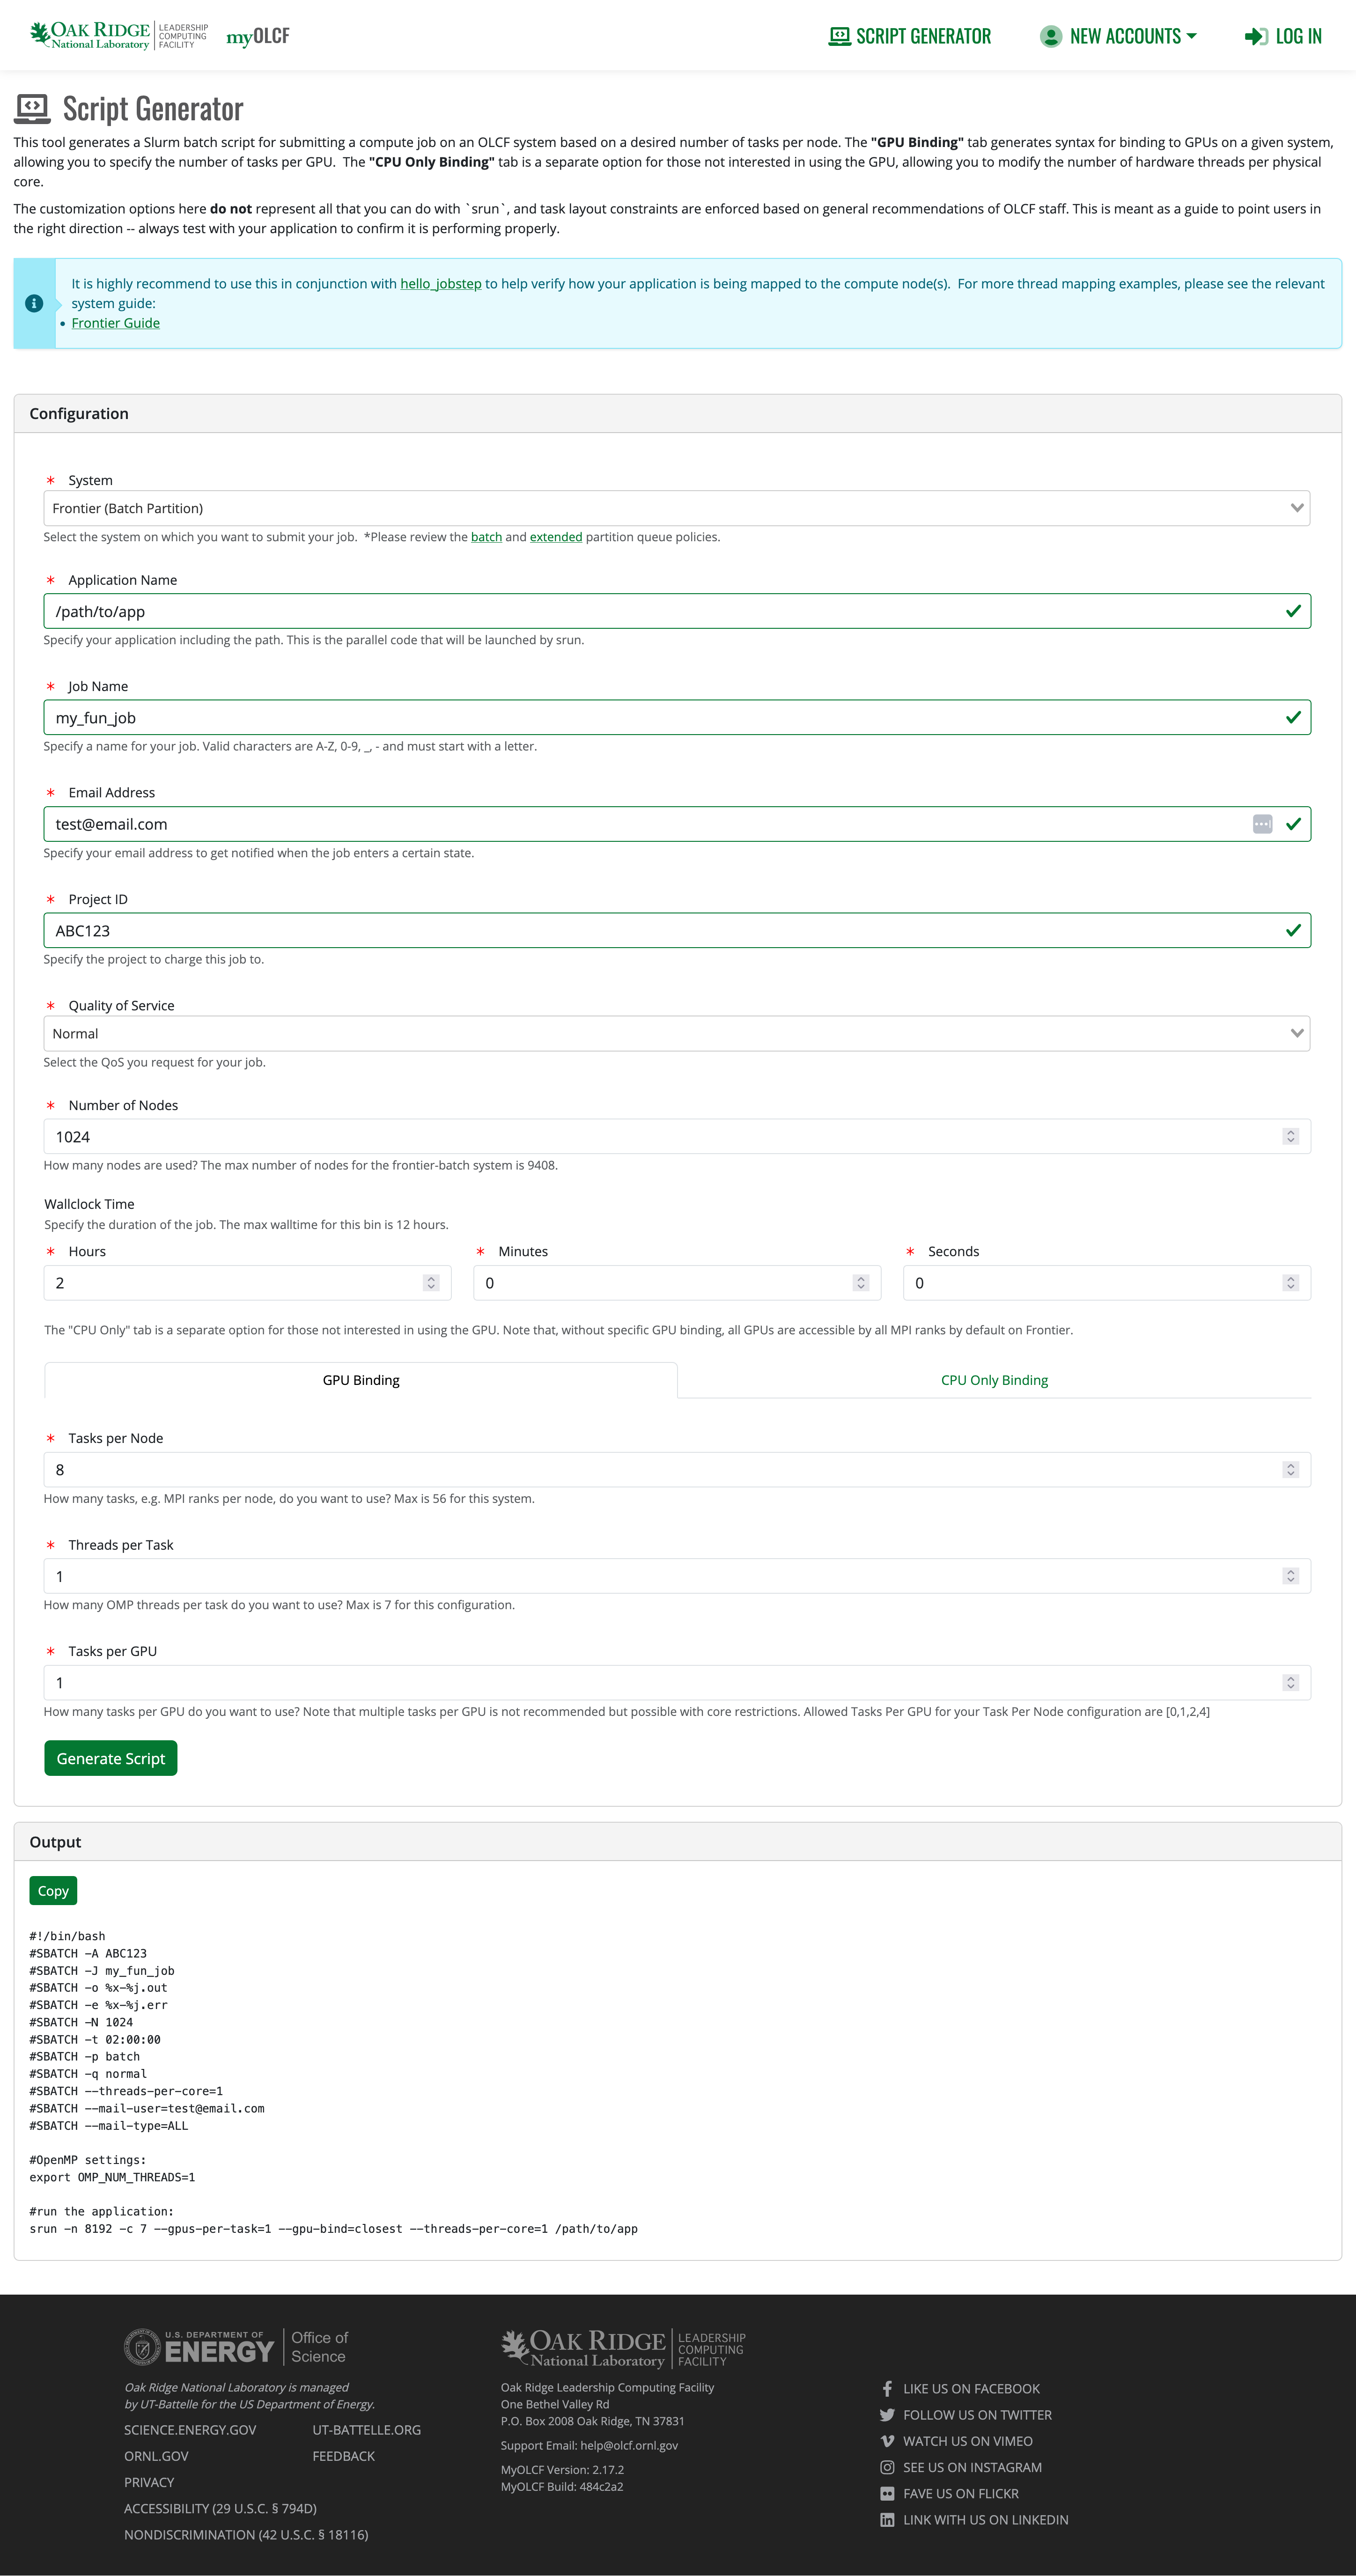 OAK RIDGE National Laboratory | LEADERSHIP COMPUTING FACILITY
myOLCF
SCRIPT GENERATOR
NEW ACCOUNTS
LOG IN
Script Generator
This tool generates a Slurm batch script for submitting a compute job on an OLCF system based on a desired number of tasks per node. The "GPU Binding" tab generates syntax for binding to GPUs on a given system,
allowing you to specify the number of tasks per GPU.  The "CPU Only Binding" tab is a separate option for those not interested in using the GPU, allowing you to modify the number of hardware threads per physical
core.
The customization options here do not represent all that you can do with `srun`, and task layout constraints are enforced based on general recommendations of OLCF staff. This is meant as a guide to point users in
the right direction -- always test with your application to confirm it is performing properly.
It is highly recommend to use this in conjunction with hello_jobstep to help verify how your application is being mapped to the compute node(s).  For more thread mapping examples, please see the relevant
system guide:
• Frontier Guide
Configuration
* System
Frontier (Batch Partition)
Select the system on which you want to submit your job.  *Please review the batch and extended partition queue policies.
* Application Name
/path/to/app
Specify your application including the path. This is the parallel code that will be launched by srun.
* Job Name
my_fun_job
Specify a name for your job. Valid characters are A-Z, 0-9, _, - and must start with a letter.
* Email Address
test@email.com
Specify your email address to get notified when the job enters a certain state.
* Project ID
ABC123
Specify the project to charge this job to.
* Quality of Service
Normal
Select the QoS you request for your job.
* Number of Nodes
1024
How many nodes are used? The max number of nodes for the frontier-batch system is 9408.
Wallclock Time
Specify the duration of the job. The max walltime for this bin is 12 hours.
* Hours * Minutes * Seconds
2 0 0
The "CPU Only" tab is a separate option for those not interested in using the GPU. Note that, without specific GPU binding, all GPUs are accessible by all MPI ranks by default on Frontier.
GPU Binding CPU Only Binding
* Tasks per Node
8
How many tasks, e.g. MPI ranks per node, do you want to use? Max is 56 for this system.
* Threads per Task
1
How many OMP threads per task do you want to use? Max is 7 for this configuration.
* Tasks per GPU
1
How many tasks per GPU do you want to use? Note that multiple tasks per GPU is not recommended but possible with core restrictions. Allowed Tasks Per GPU for your Task Per Node configuration are [0,1,2,4]
Generate Script
Output
Copy
#!/bin/bash
#SBATCH -A ABC123
#SBATCH -J my_fun_job
#SBATCH -o %x-%j.out
#SBATCH -e %x-%j.err
#SBATCH -N 1024
#SBATCH -t 02:00:00
#SBATCH -p batch
#SBATCH -q normal
#SBATCH --threads-per-core=1
#SBATCH --mail-user=test@email.com
#SBATCH --mail-type=ALL
#OpenMP settings:
export OMP_NUM_THREADS=1
#run the application:
srun -n 8192 -c 7 --gpus-per-task=1 --gpu-bind=closest --threads-per-core=1 /path/to/app
U.S. DEPARTMENT OF ENERGY | Office of Science
Oak Ridge National Laboratory is managed
by UT-Battelle for the US Department of Energy.
SCIENCE.ENERGY.GOV UT-BATTELLE.ORG
ORNL.GOV FEEDBACK
PRIVACY
ACCESSIBILITY (29 U.S.C. § 794D)
NONDISCRIMINATION (42 U.S.C. § 18116)
OAK RIDGE National Laboratory | LEADERSHIP COMPUTING FACILITY
Oak Ridge Leadership Computing Facility
One Bethel Valley Rd
P.O. Box 2008 Oak Ridge, TN 37831
Support Email: help@olcf.ornl.gov
MyOLCF Version: 2.17.2
MyOLCF Build: 484c2a2
LIKE US ON FACEBOOK
FOLLOW US ON TWITTER
WATCH US ON VIMEO
SEE US ON INSTAGRAM
FAVE US ON FLICKR
LINK WITH US ON LINKEDIN